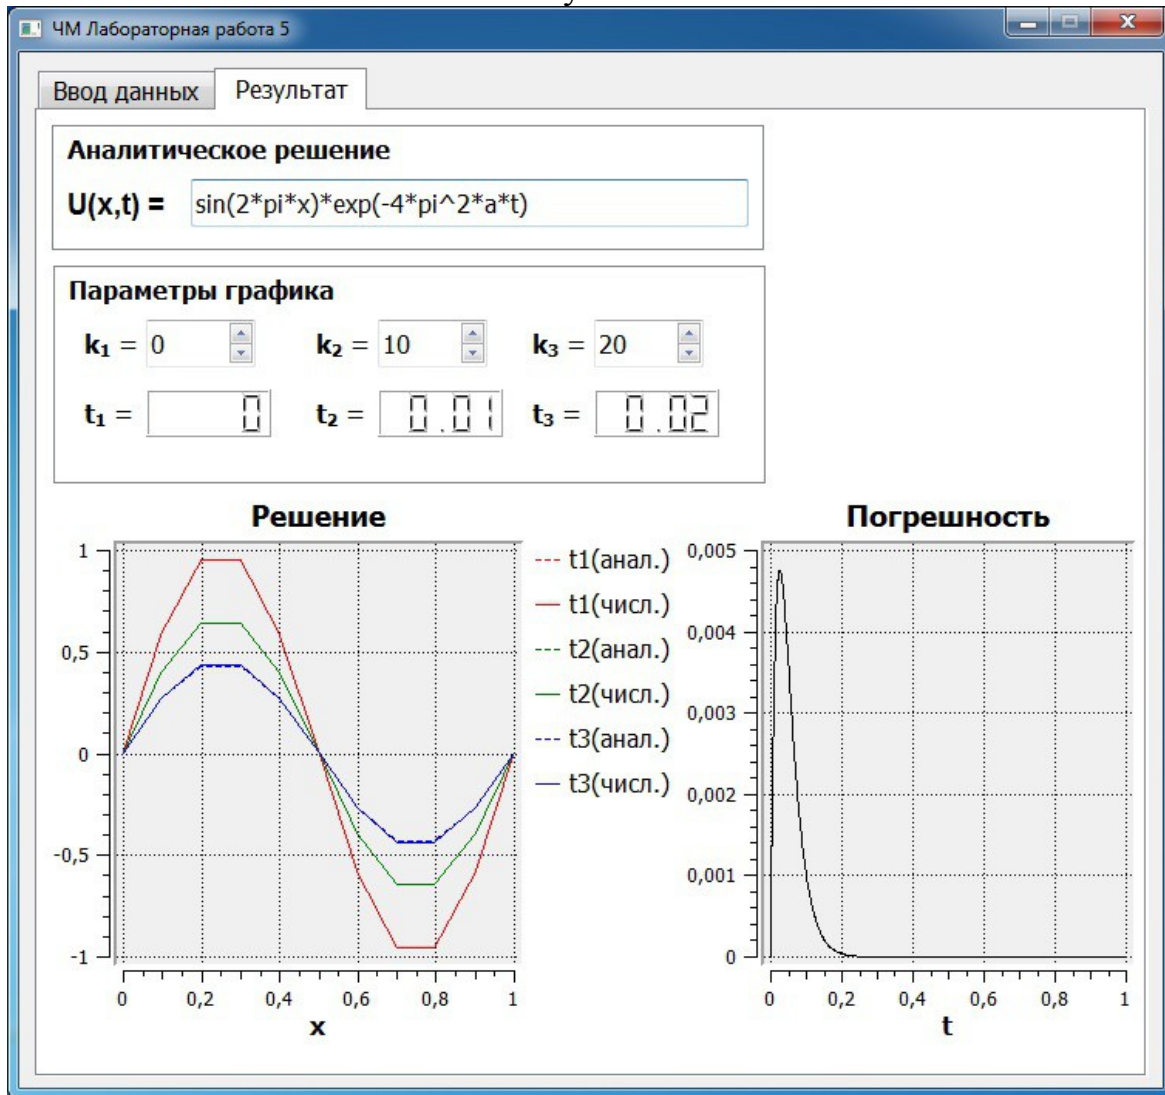 ЧМ Лабораторная работа 5
Ввод данных Результат
Аналитическое решение
U(x,t) = sin(2*pi*x)*exp(-4*pi^2*a*t)
Параметры графика
k₁ = 0 k₂ = 10 k₃ = 20
t₁ = 0 t₂ = 0.01 t₃ = 0.02
Решение
1
0,5
0
-0,5
-1
0 0,2 0,4 0,6 0,8 1
x
t1(анал.)
t1(числ.)
t2(анал.)
t2(числ.)
t3(анал.)
t3(числ.)
Погрешность
0,005
0,004
0,003
0,002
0,001
0
0 0,2 0,4 0,6 0,8 1
t